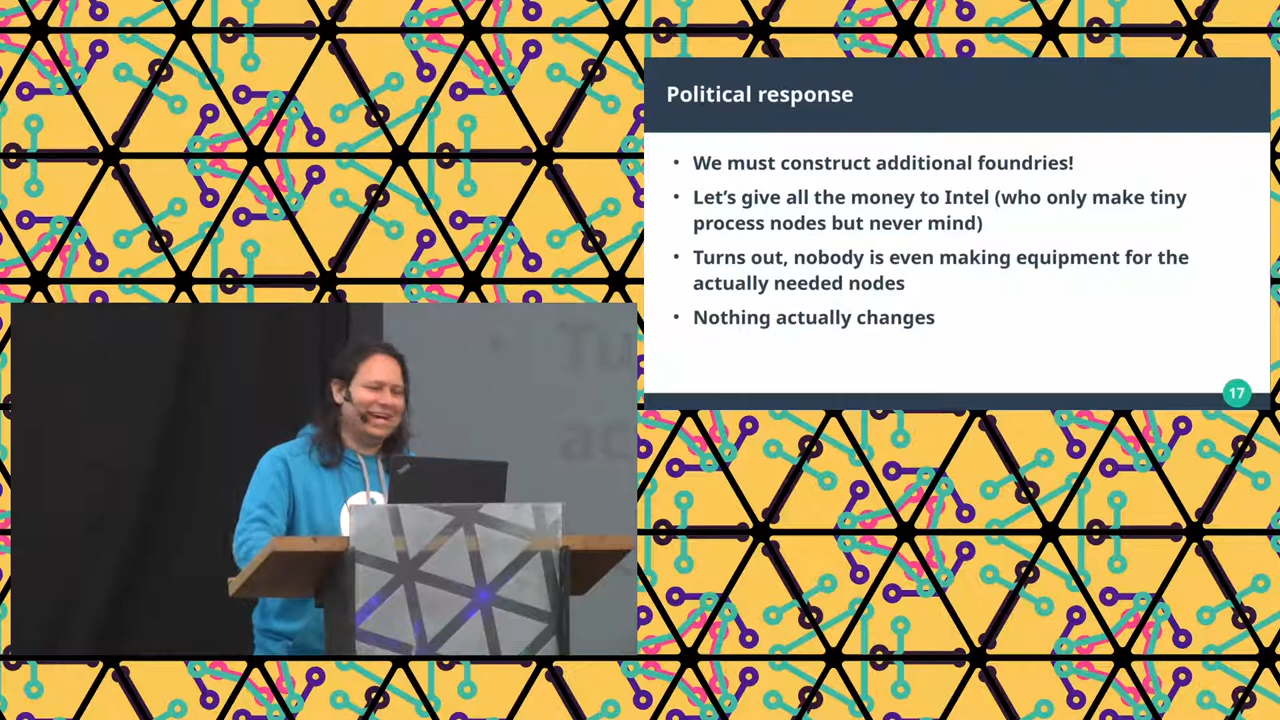 Political response
• We must construct additional foundries!
• Let’s give all the money to Intel (who only make tiny
process nodes but never mind)
• Turns out, nobody is even making equipment for the
actually needed nodes
• Nothing actually changes
17
Tu
ac